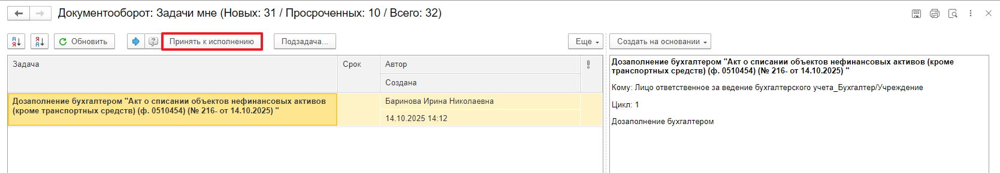 Документооборот: Задачи мне (Новых: 31 / Просроченных: 10 / Всего: 32)
А Я Я А Обновить ? Принять к исполнению Подзадача... Еще Создать на основании
Задача Срок Автор
Создана
Дозаполнение бухгалтером "Акт о списании объектов нефинансовых активов
(кроме транспортных средств) (ф. 0510454) (№ 216- от 14.10.2025) "
Баринова Ирина Николаевна
14.10.2025 14:12
Дозаполнение бухгалтером "Акт о списании объектов нефинансовых активов (кроме
транспортных средств) (ф. 0510454) (№ 216- от 14.10.2025) "
Кому: Лицо ответственное за ведение бухгалтерского учета_Бухгалтер/Учреждение
Цикл: 1
Дозаполнение бухгалтером